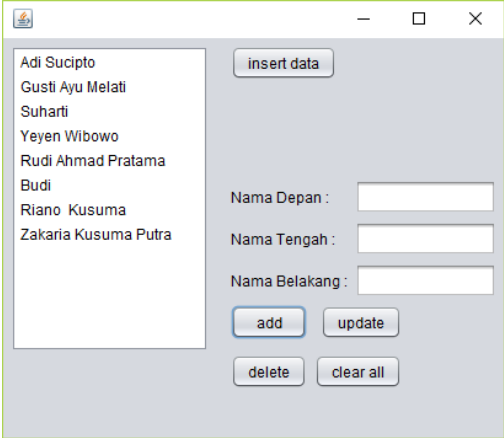 Adi Sucipto
Gusti Ayu Melati
Suharti
Yeyen Wibowo
Rudi Ahmad Pratama
Budi
Riano  Kusuma
Zakaria Kusuma Putra
insert data
Nama Depan :
Nama Tengah :
Nama Belakang :
add
update
delete
clear all